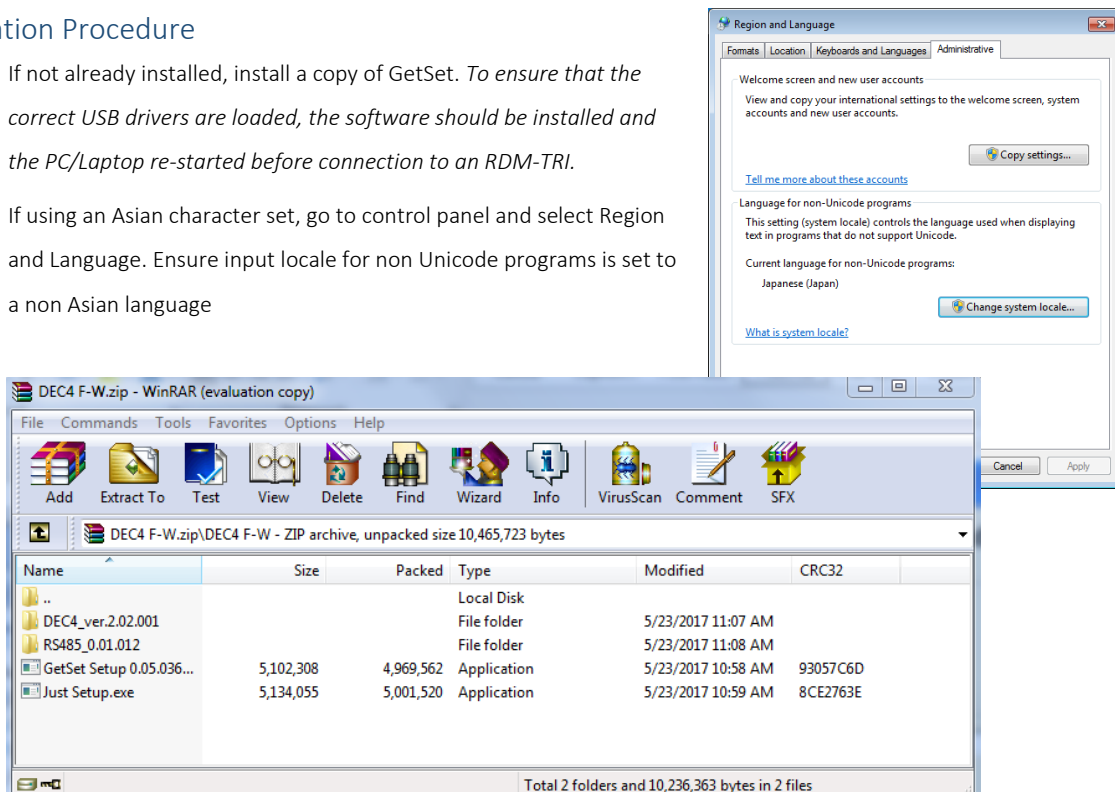 ation Procedure
If not already installed, install a copy of GetSet. To ensure that the
correct USB drivers are loaded, the software should be installed and
the PC/Laptop re-started before connection to an RDM-TRI.
If using an Asian character set, go to control panel and select Region
and Language. Ensure input locale for non Unicode programs is set to
a non Asian language
Region and Language
Formats Location Keyboards and Languages Administrative
Welcome screen and new user accounts
View and copy your international settings to the welcome screen, system
accounts and new user accounts.
Copy settings...
Tell me more about these accounts
Language for non-Unicode programs
This setting (system locale) controls the language used when displaying
text in programs that do not support Unicode.
Current language for non-Unicode programs:
Japanese (Japan)
Change system locale...
What is system locale?
Cancel Apply
DEC4 F-W.zip - WinRAR (evaluation copy)
File Commands Tools Favorites Options Help
Add Extract To Test View Delete Find Wizard Info VirusScan Comment SFX
DEC4 F-W.zip\DEC4 F-W - ZIP archive, unpacked size 10,465,723 bytes
Name Size Packed Type Modified CRC32
.. Local Disk
DEC4_ver.2.02.001 File folder 5/23/2017 11:07 AM
RS485_0.01.012 File folder 5/23/2017 11:08 AM
GetSet Setup 0.05.036... 5,102,308 4,969,562 Application 5/23/2017 10:58 AM 93057C6D
Just Setup.exe 5,134,055 5,001,520 Application 5/23/2017 10:59 AM 8CE2763E
Total 2 folders and 10,236,363 bytes in 2 files